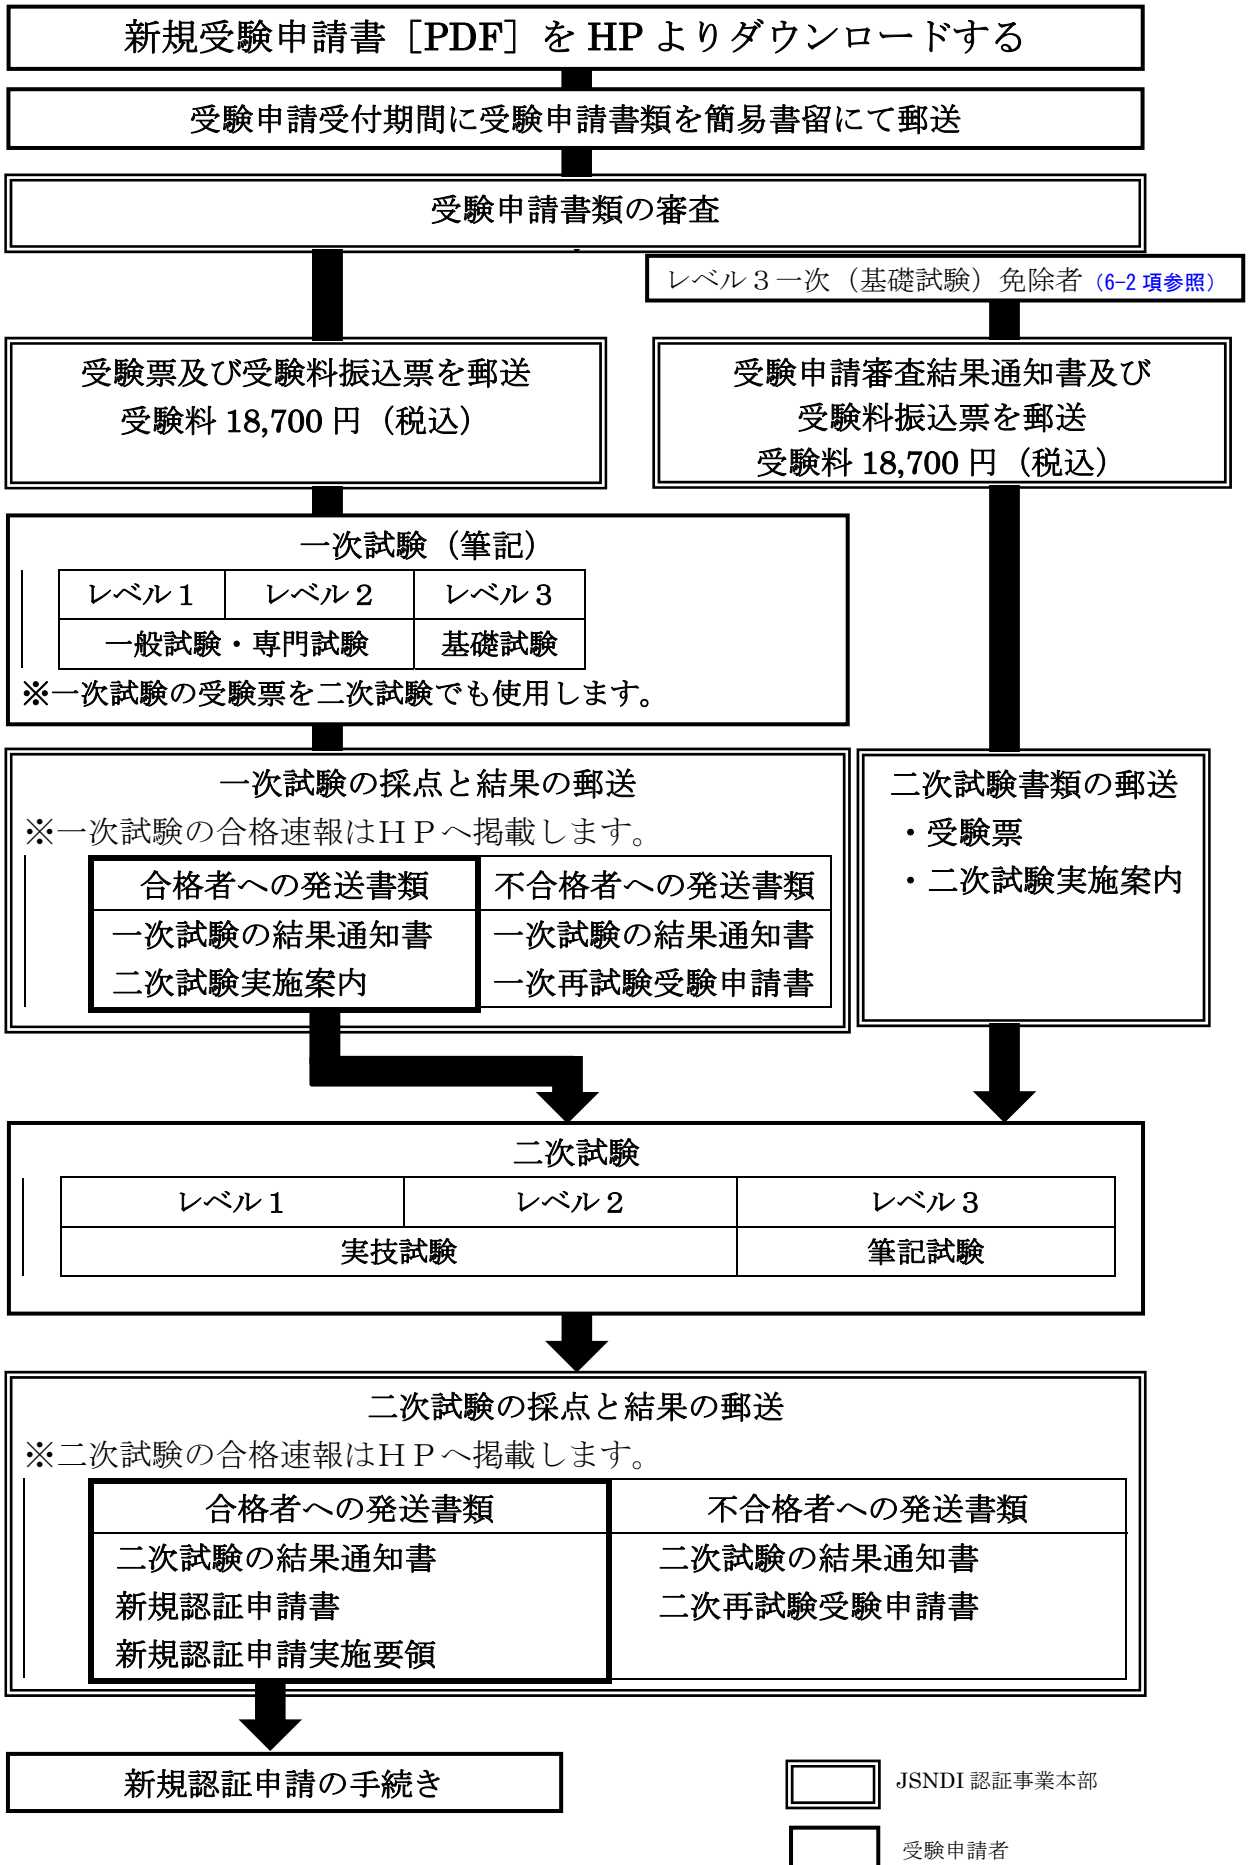 新規受験申請書［PDF］を HP よりダウンロードする
受験申請受付期間に受験申請書類を簡易書留にて郵送
受験申請書類の審査
レベル３一次（基礎試験）免除者（6-2 項参照）
受験票及び受験料振込票を郵送
受験料 18,700 円（税込）
受験申請審査結果通知書及び
受験料振込票を郵送
受験料 18,700 円（税込）
一次試験（筆記）
レベル１ レベル２ レベル３
一般試験・専門試験 基礎試験
※一次試験の受験票を二次試験でも使用します。
一次試験の採点と結果の郵送
※一次試験の合格速報はＨＰへ掲載します。
合格者への発送書類 不合格者への発送書類
一次試験の結果通知書 一次試験の結果通知書
二次試験実施案内 一次再試験受験申請書
二次試験書類の郵送
・受験票
・二次試験実施案内
二次試験
レベル１ レベル２ レベル３
実技試験 筆記試験
二次試験の採点と結果の郵送
※二次試験の合格速報はＨＰへ掲載します。
合格者への発送書類 不合格者への発送書類
二次試験の結果通知書 二次試験の結果通知書
新規認証申請書 二次再試験受験申請書
新規認証申請実施要領
新規認証申請の手続き
JSNDI 認証事業本部
受験申請者